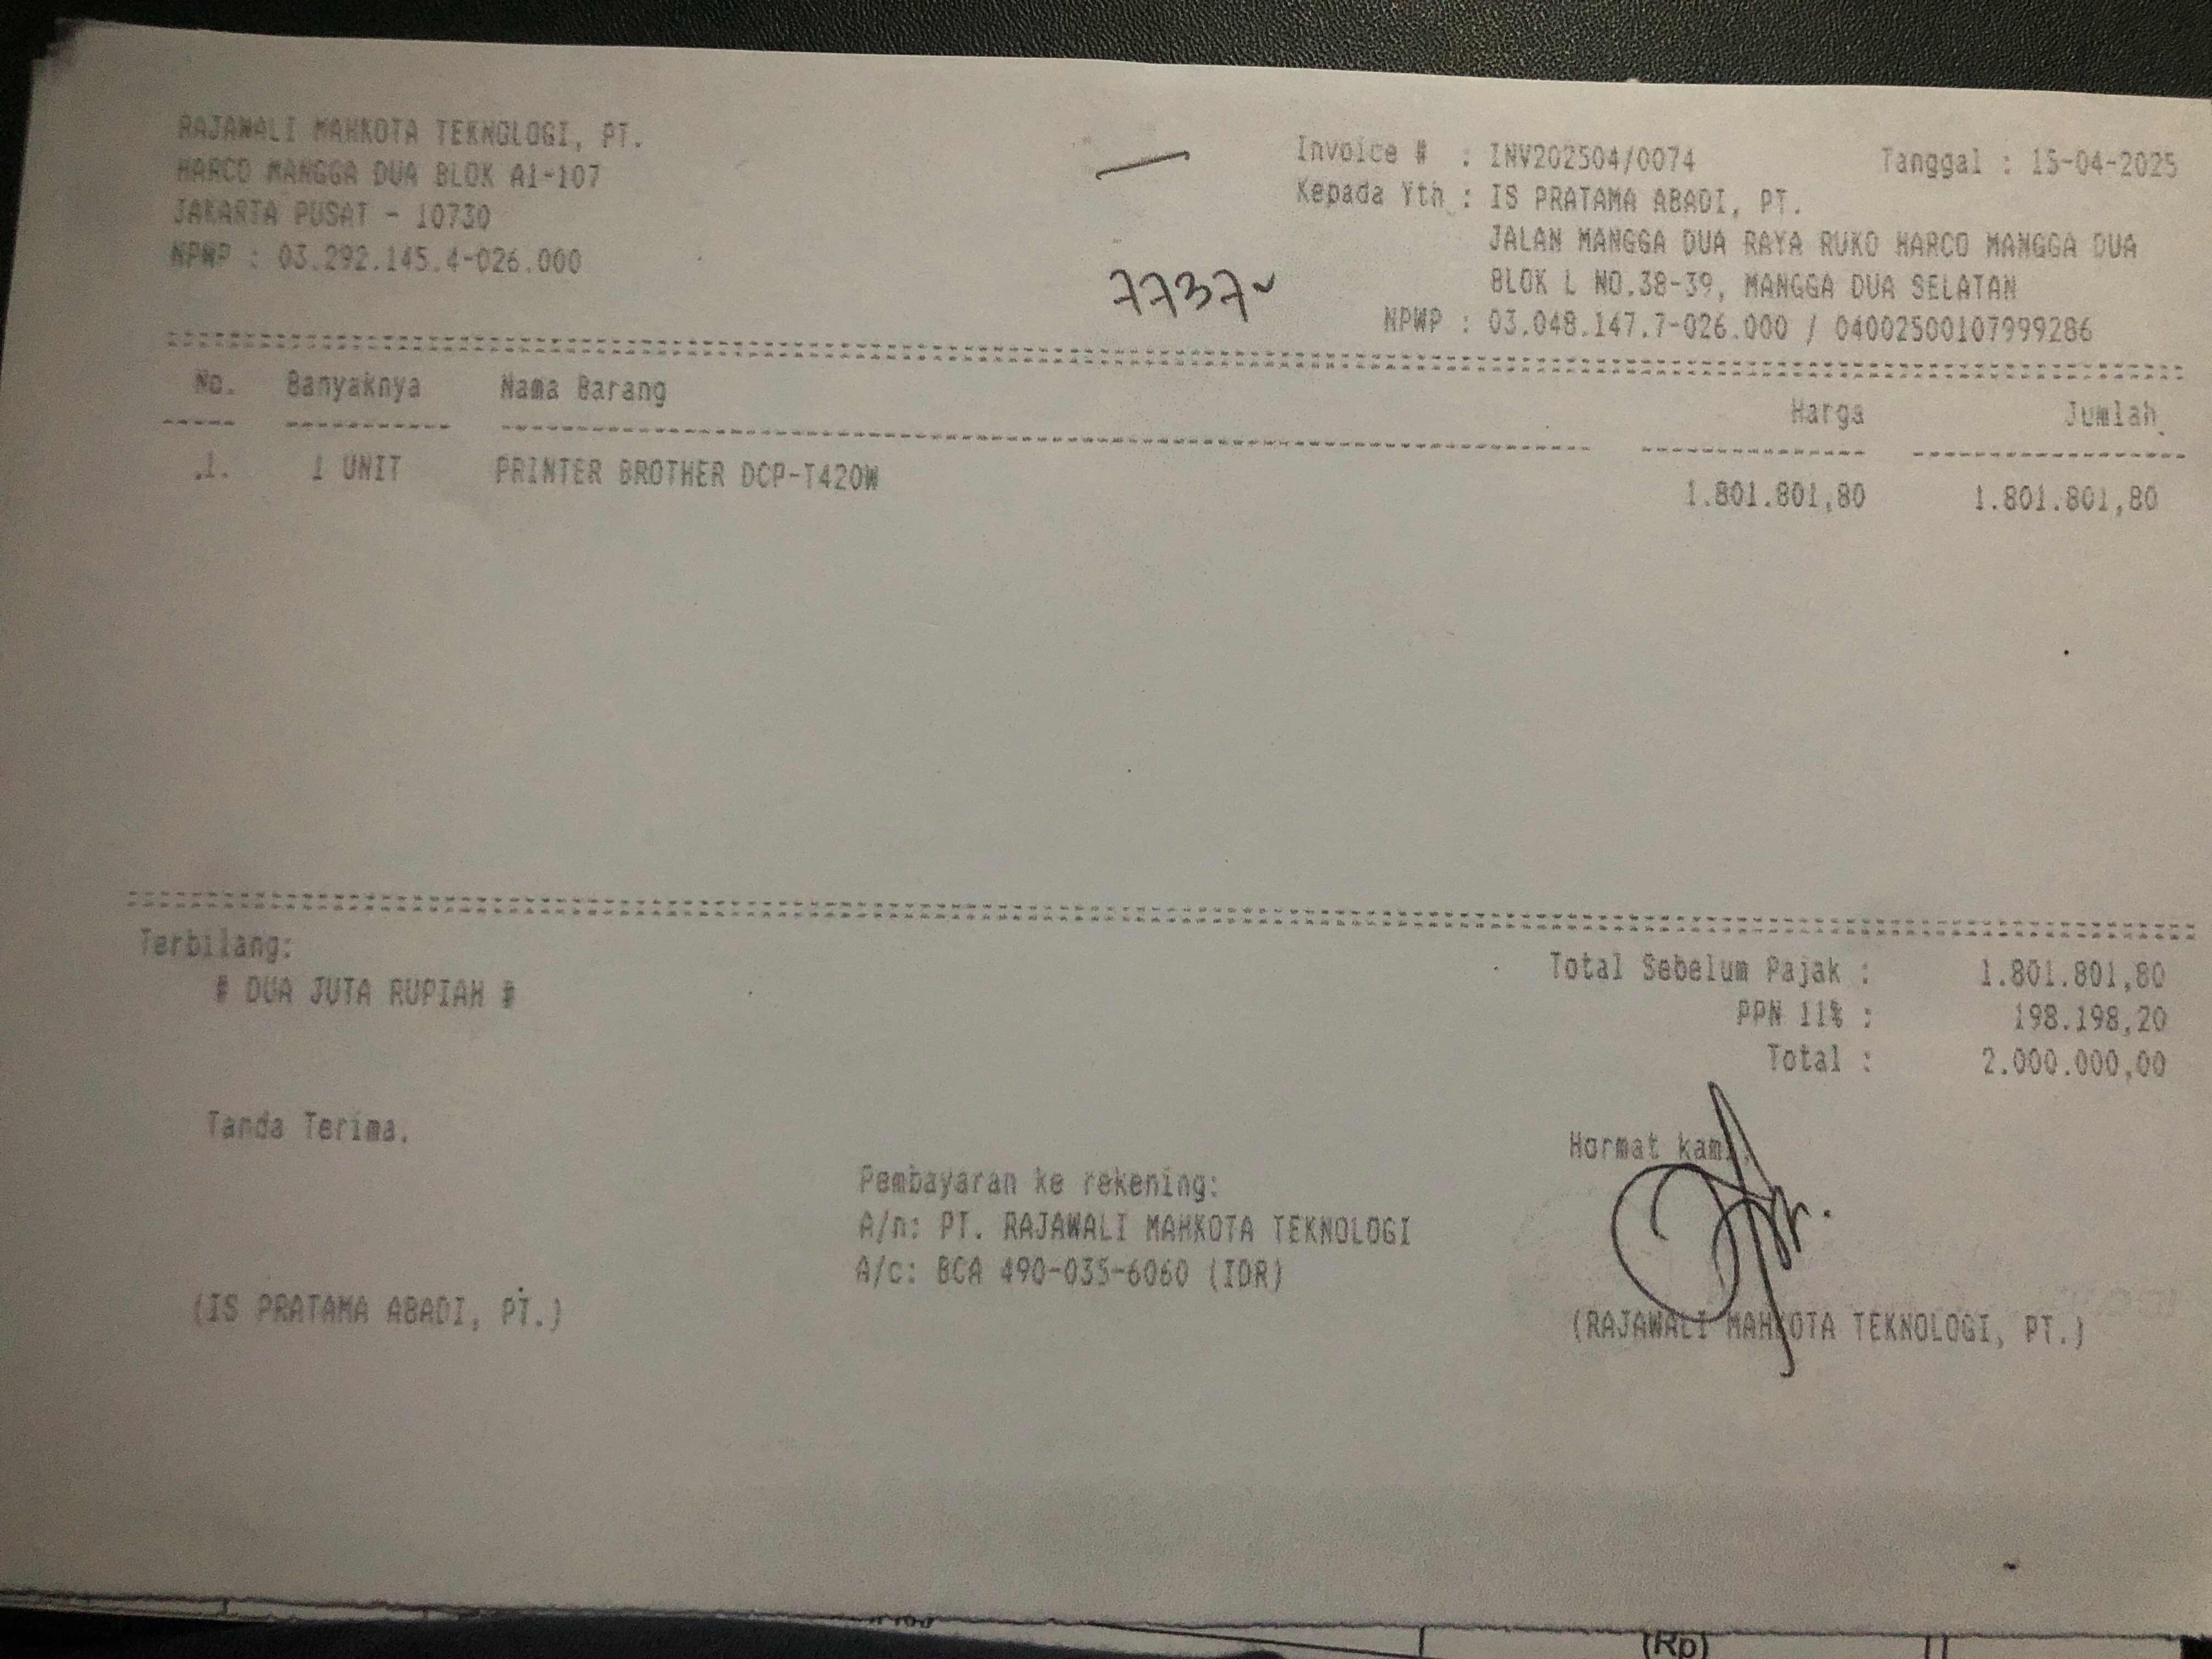 RAJAWALI MAHKOTA TEKNOLOGI, PT.
HARCO MANGGA DUA BLOK A1-107
JAKARTA PUSAT - 10730
NPWP : 03.292.145.4-026.000
Invoice # : INV202504/0074 Tanggal : 15-04-2025
Kepada Yth : IS PRATAMA ABADI, PT.
JALAN MANGGA DUA RAYA RUKO HARCO MANGGA DUA
BLOK L NO.38-39, MANGGA DUA SELATAN
NPWP : 03.048.147.7-026.000 / 04002500107999286
7737
No. Banyaknya Nama Barang Harga Jumlah
1. 1 UNIT PRINTER BROTHER DCP-T420W 1.801.801,80 1.801.801,80
Terbilang:
# DUA JUTA RUPIAH #
Total Sebelum Pajak : 1.801.801,80
PPN 11% : 198.198,20
Total : 2.000.000,00
Tanda Terima,
Hormat kami,
Pembayaran ke rekening:
A/n: PT. RAJAWALI MAHKOTA TEKNOLOGI
A/c: BCA 490-035-6060 (IDR)
(IS PRATAMA ABADI, PT.)
(RAJAWALI MAHKOTA TEKNOLOGI, PT.)
(Rp)